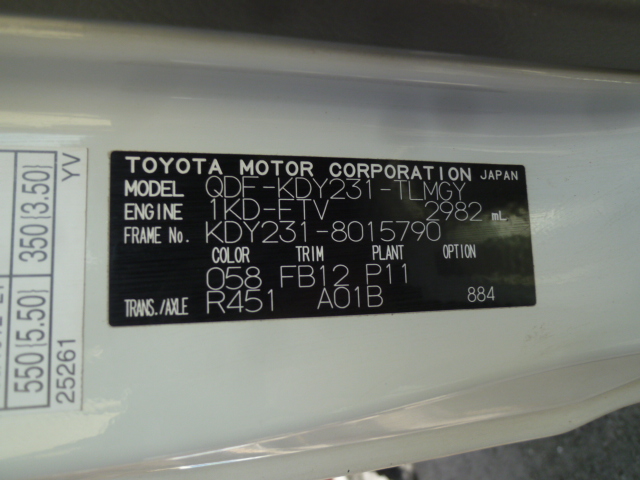 TOYOTA MOTOR CORPORATION JAPAN
MODEL QDF-KDY231-TLMGY
ENGINE 1KD-FTV 2982 mL
FRAME No. KDY231-8015790
COLOR TRIM PLANT OPTION
058 FB12 P11
TRANS./AXLE R451 A01B 884
550{5.50} 350{3.50} YV
25261